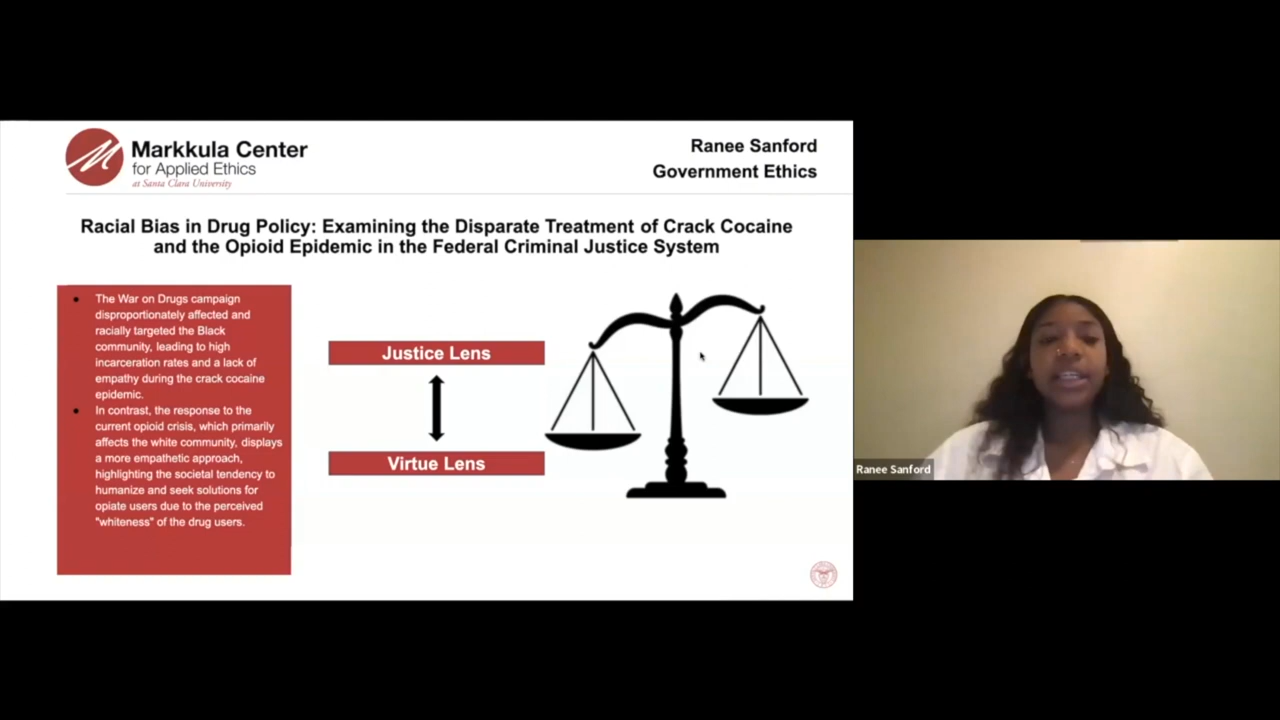 Markkula Center
for Applied Ethics
at Santa Clara University
Ranee Sanford
Government Ethics
Racial Bias in Drug Policy: Examining the Disparate Treatment of Crack Cocaine
and the Opioid Epidemic in the Federal Criminal Justice System
• The War on Drugs campaign
disproportionately affected and
racially targeted the Black
community, leading to high
incarceration rates and a lack of
empathy during the crack cocaine
epidemic.
• In contrast, the response to the
current opioid crisis, which primarily
affects the white community, displays
a more empathetic approach,
highlighting the societal tendency to
humanize and seek solutions for
opiate users due to the perceived
"whiteness" of the drug users.
Justice Lens
Virtue Lens
Ranee Sanford